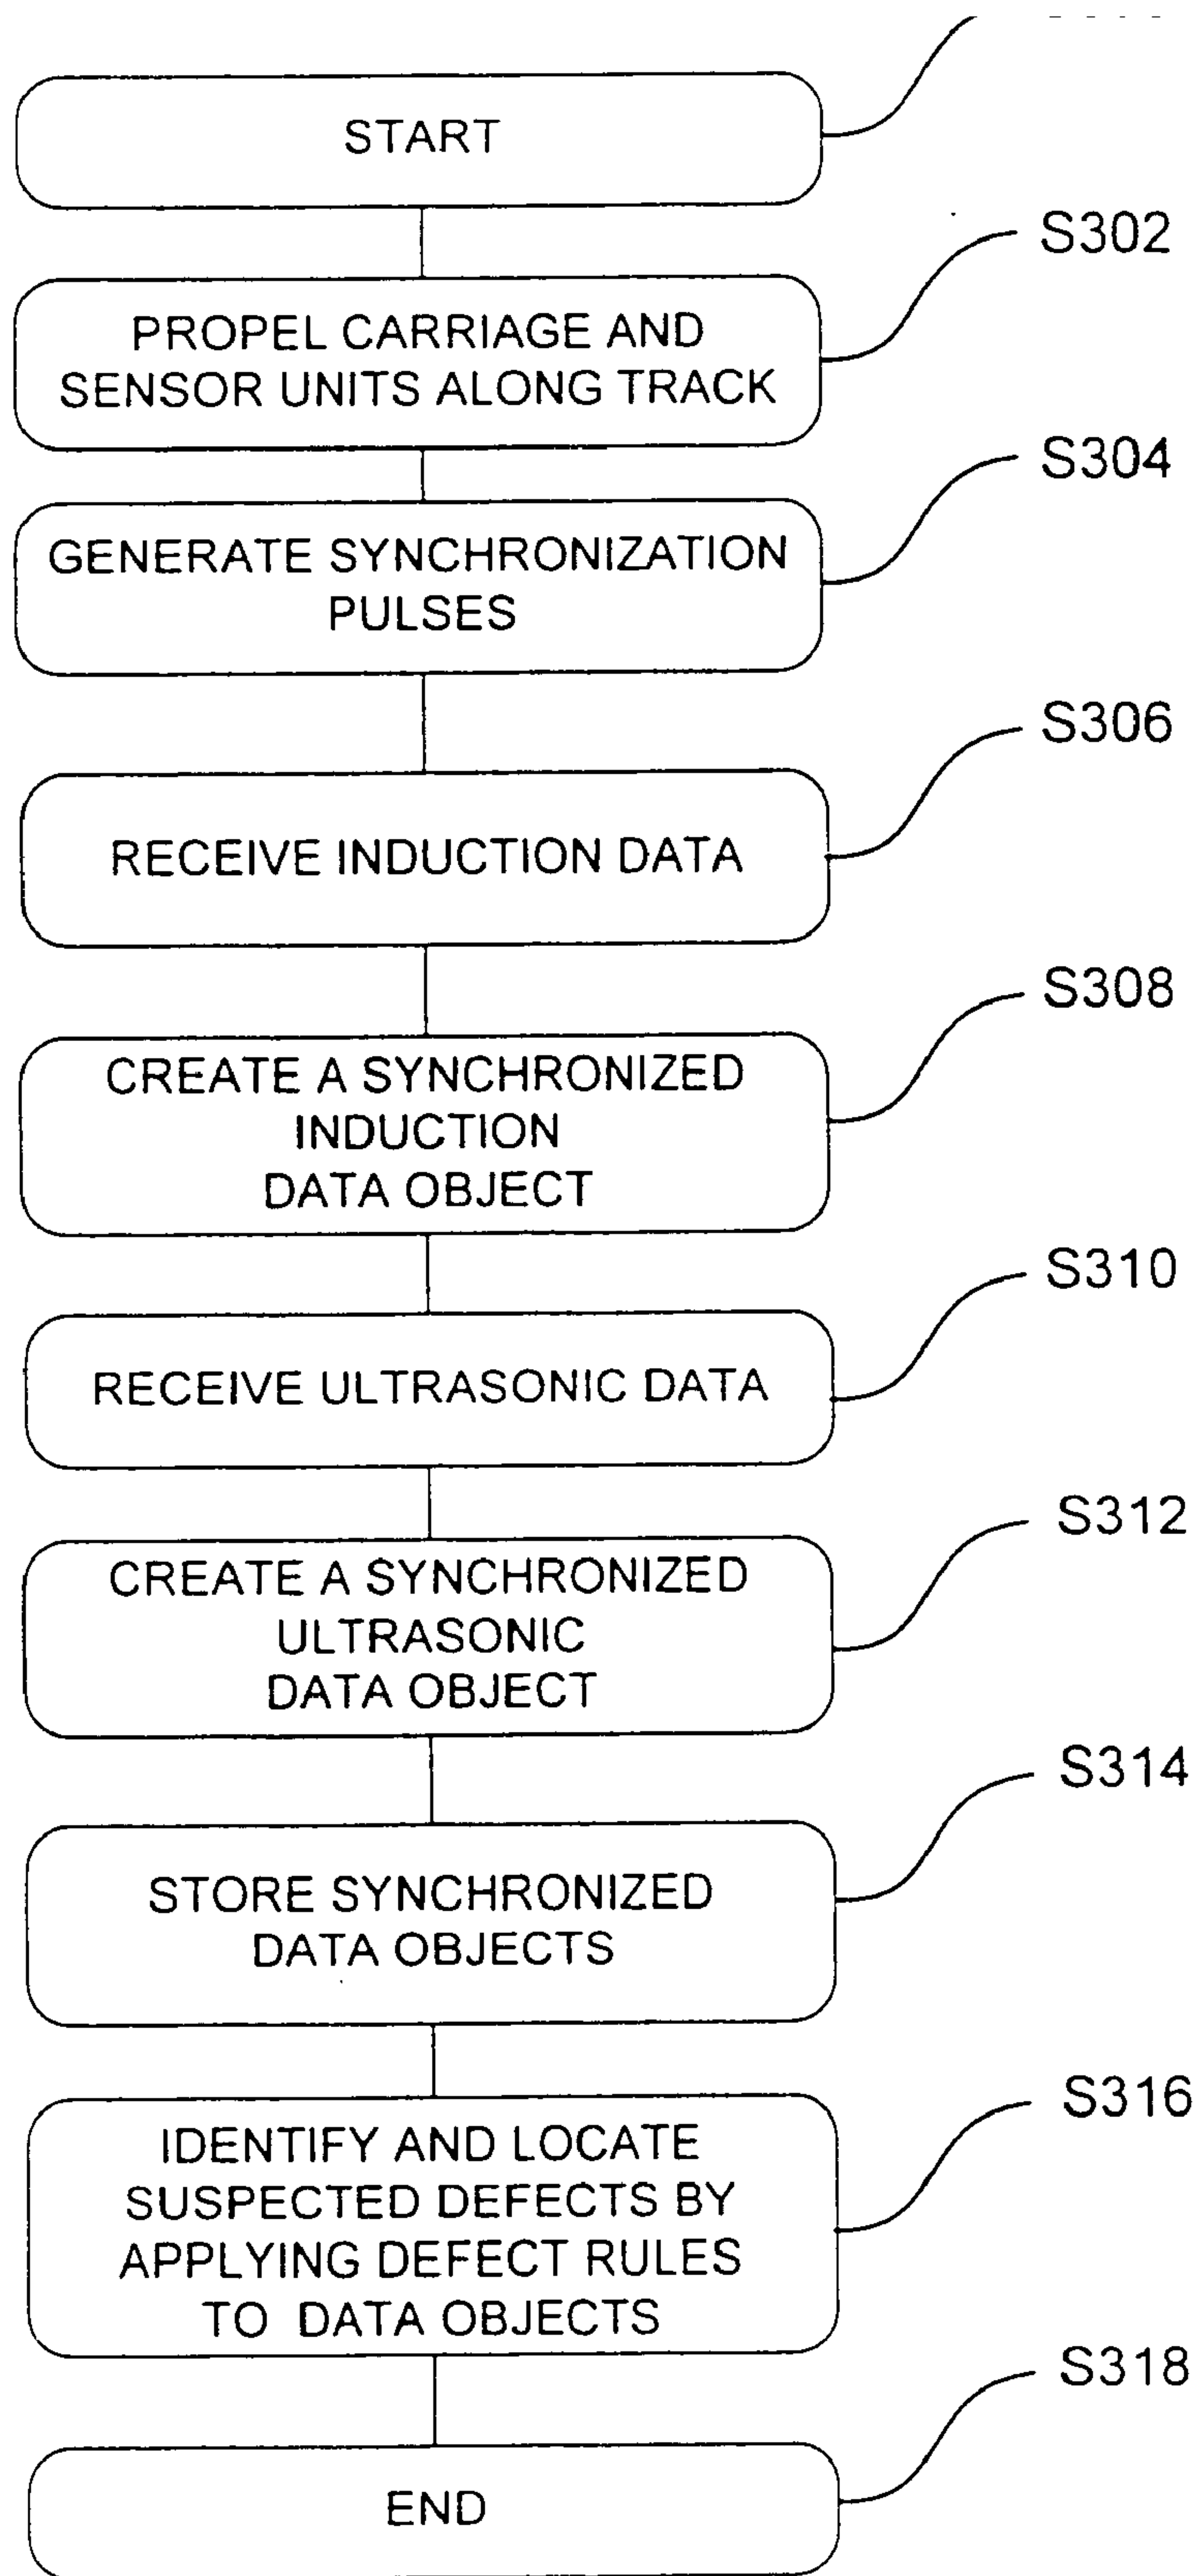 START
S302
PROPEL CARRIAGE AND
SENSOR UNITS ALONG TRACK
S304
GENERATE SYNCHRONIZATION
PULSES
S306
RECEIVE INDUCTION DATA
S308
CREATE A SYNCHRONIZED
INDUCTION
DATA OBJECT
S310
RECEIVE ULTRASONIC DATA
S312
CREATE A SYNCHRONIZED
ULTRASONIC
DATA OBJECT
S314
STORE SYNCHRONIZED
DATA OBJECTS
S316
IDENTIFY AND LOCATE
SUSPECTED DEFECTS BY
APPLYING DEFECT RULES
TO DATA OBJECTS
S318
END